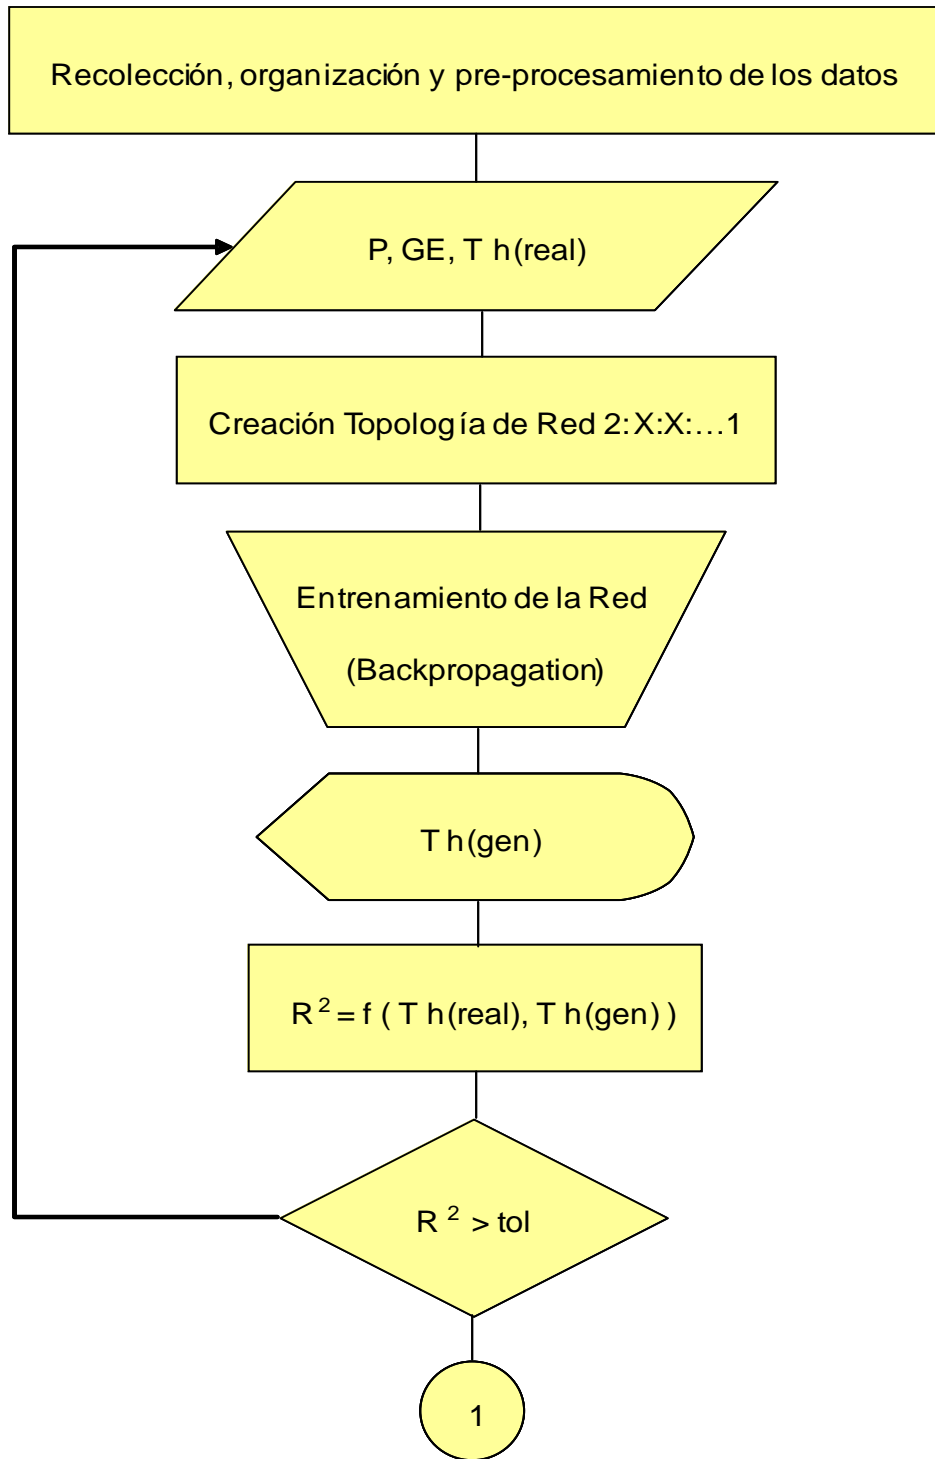 Recolección, organización y pre-procesamiento de los datos
P, GE, T h(real)
Creación Topología de Red 2:X:X:…1
Entrenamiento de la Red
(Backpropagation)
T h(gen)
R ² = f ( T h(real), T h(gen) )
R ² > tol
1